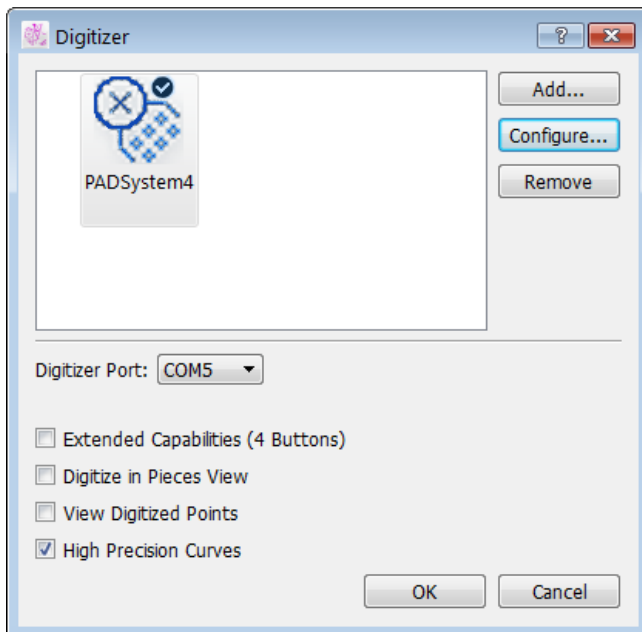 Digitizer
Add...
PADSystem4
Configure...
Remove
Digitizer Port: COM5
Extended Capabilities (4 Buttons)
Digitize in Pieces View
View Digitized Points
High Precision Curves
OK
Cancel